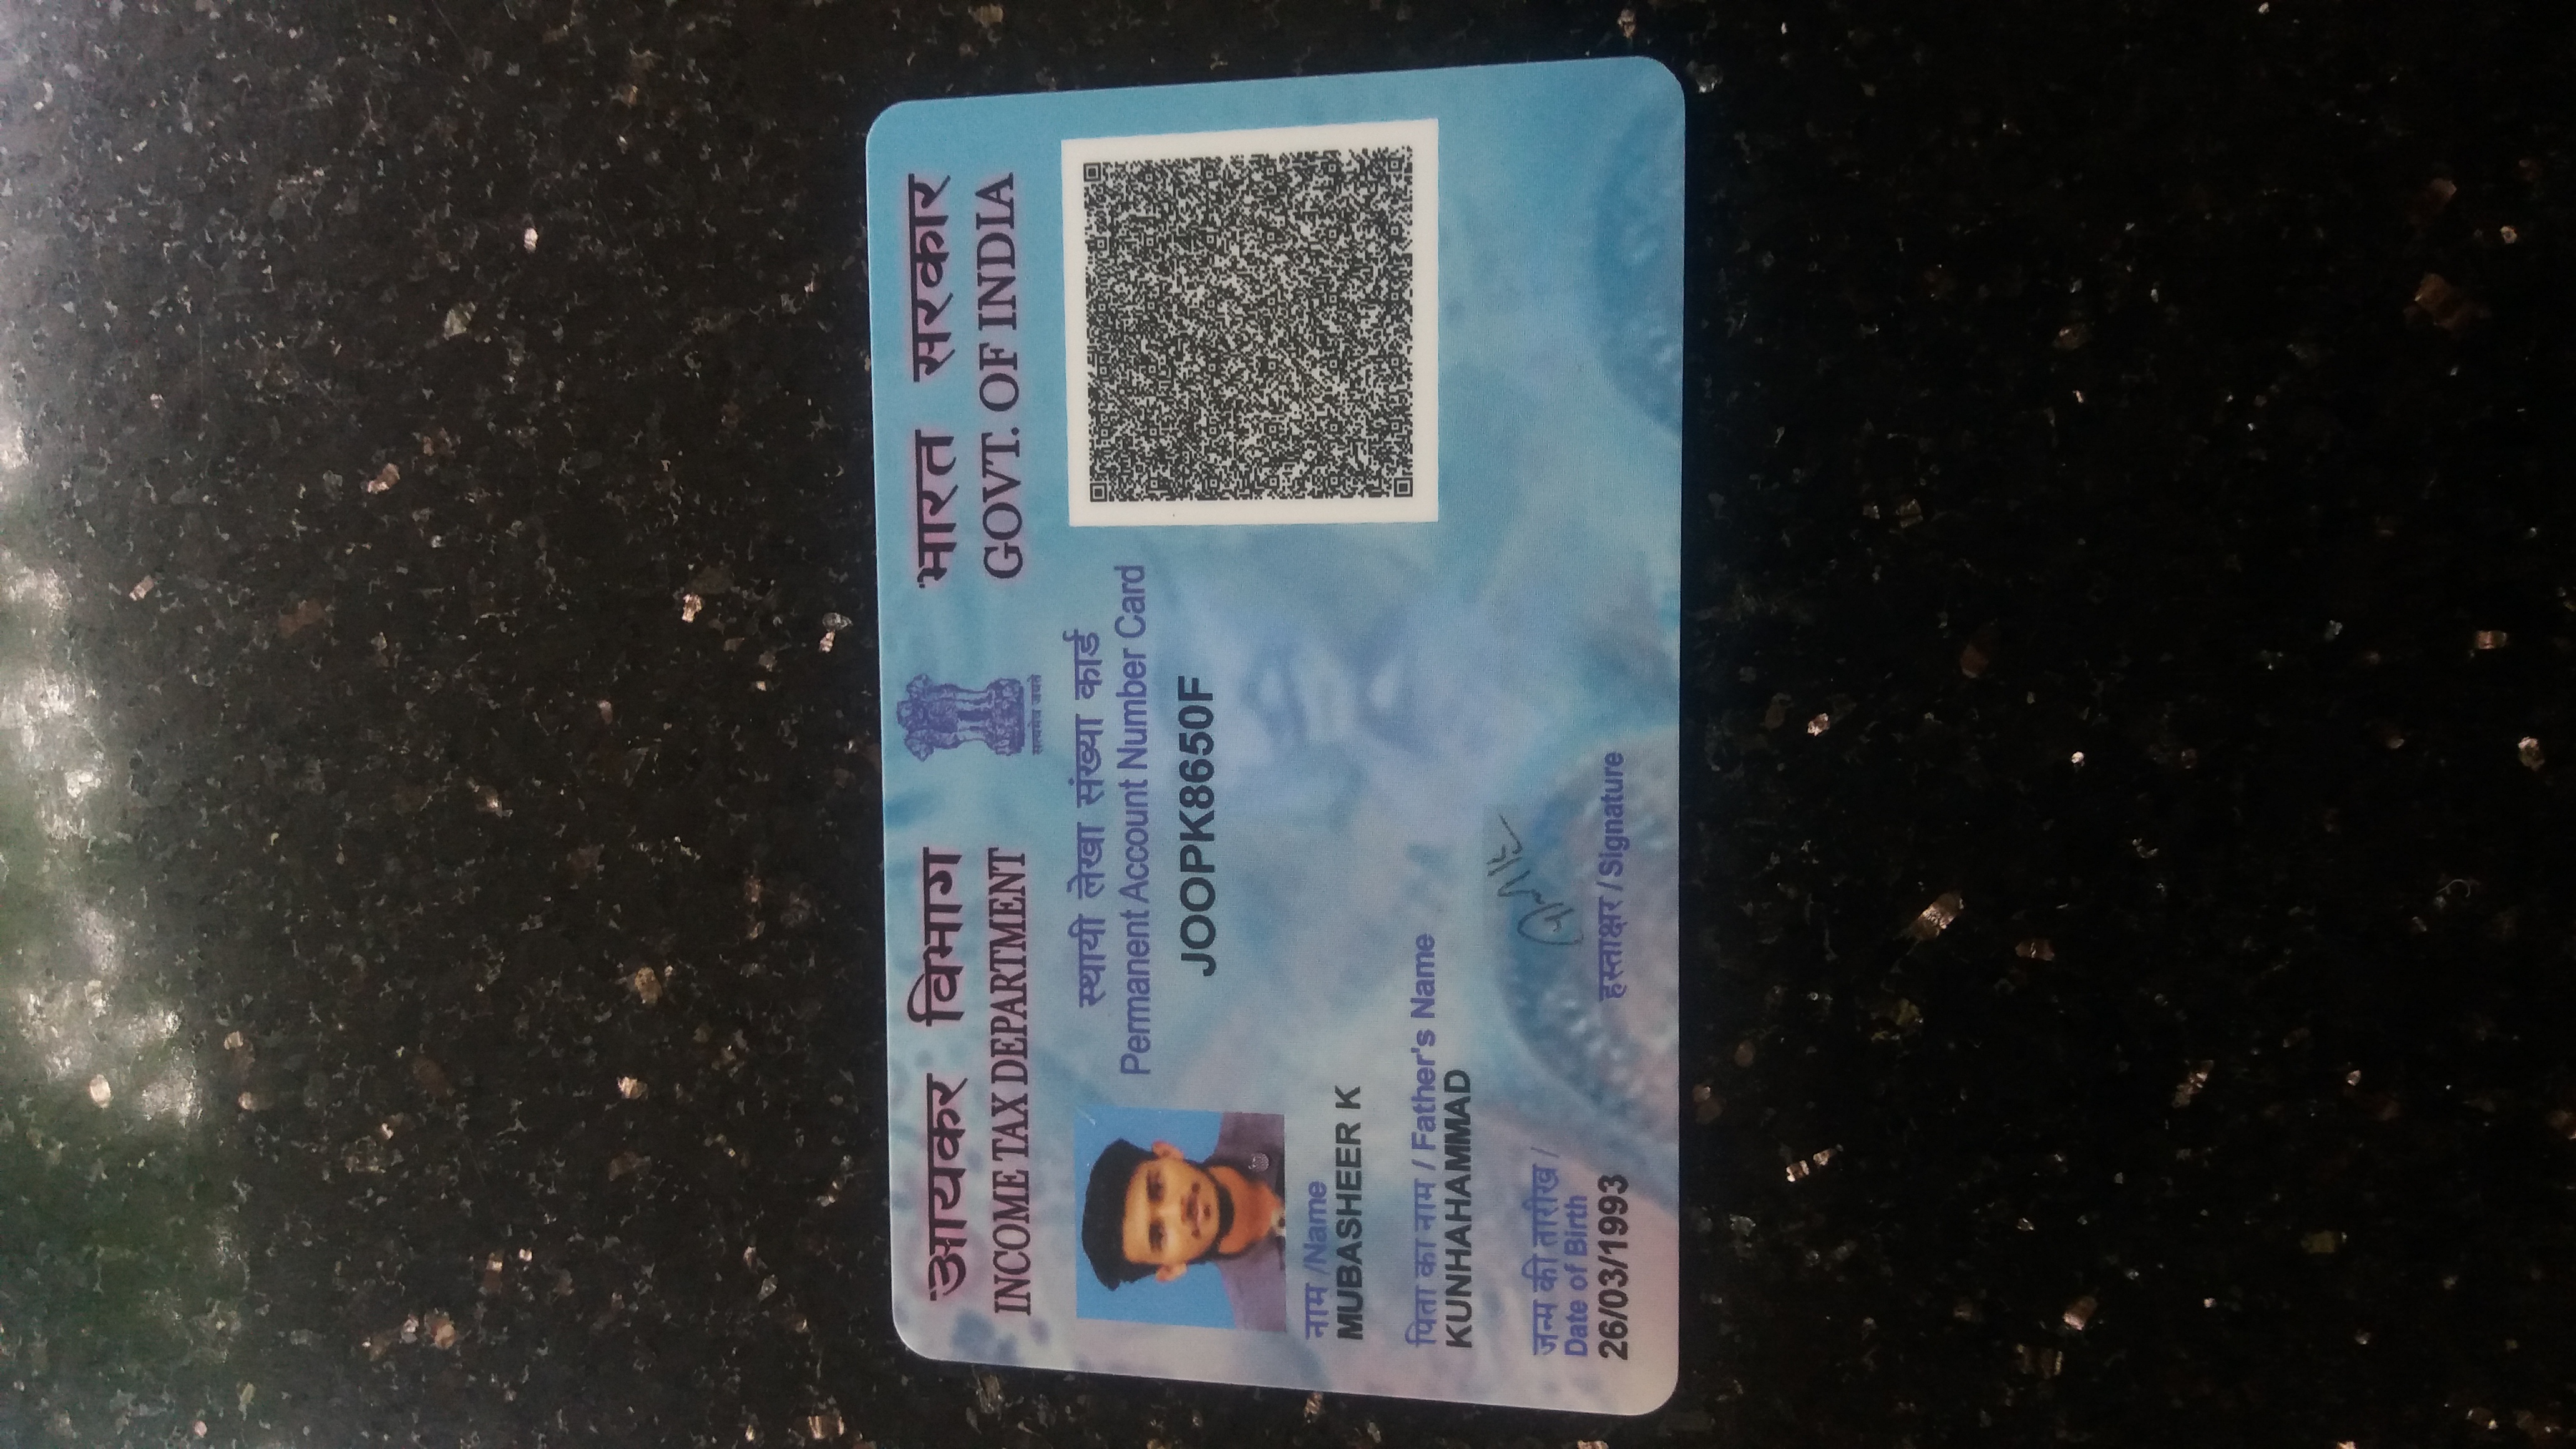 आयकर विभाग
INCOME TAX DEPARTMENT
सत्यमेव जयते
भारत सरकार
GOVT. OF INDIA
स्थायी लेखा संख्या कार्ड
Permanent Account Number Card
JOOPK8650F
नाम /Name
MUBASHEER K
पिता का नाम / Father's Name
KUNHAHAMMAD
जन्म की तारीख /
Date of Birth
26/03/1993
हस्ताक्षर / Signature